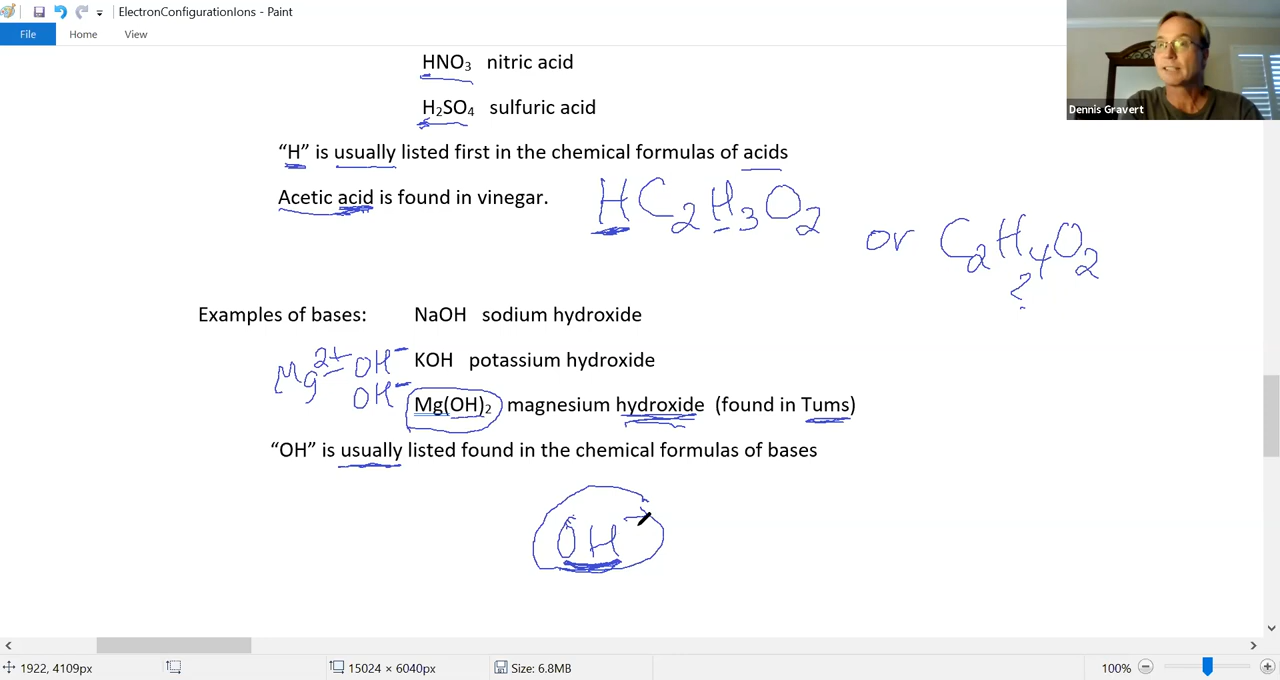 ElectronConfigurationIons - Paint
File Home View
Dennis Gravert
HNO₃ nitric acid
H₂SO₄ sulfuric acid
“H” is usually listed first in the chemical formulas of acids
Acetic acid is found in vinegar. HC₂H₃O₂ or C₂H₄O₂
?
Examples of bases: NaOH sodium hydroxide
Mg²⁺ OH⁻ KOH potassium hydroxide
OH⁻ Mg(OH)₂ magnesium hydroxide (found in Tums)
“OH” is usually listed found in the chemical formulas of bases
OH⁻
1922, 4109px 15024 × 6040px Size: 6.8MB 100%